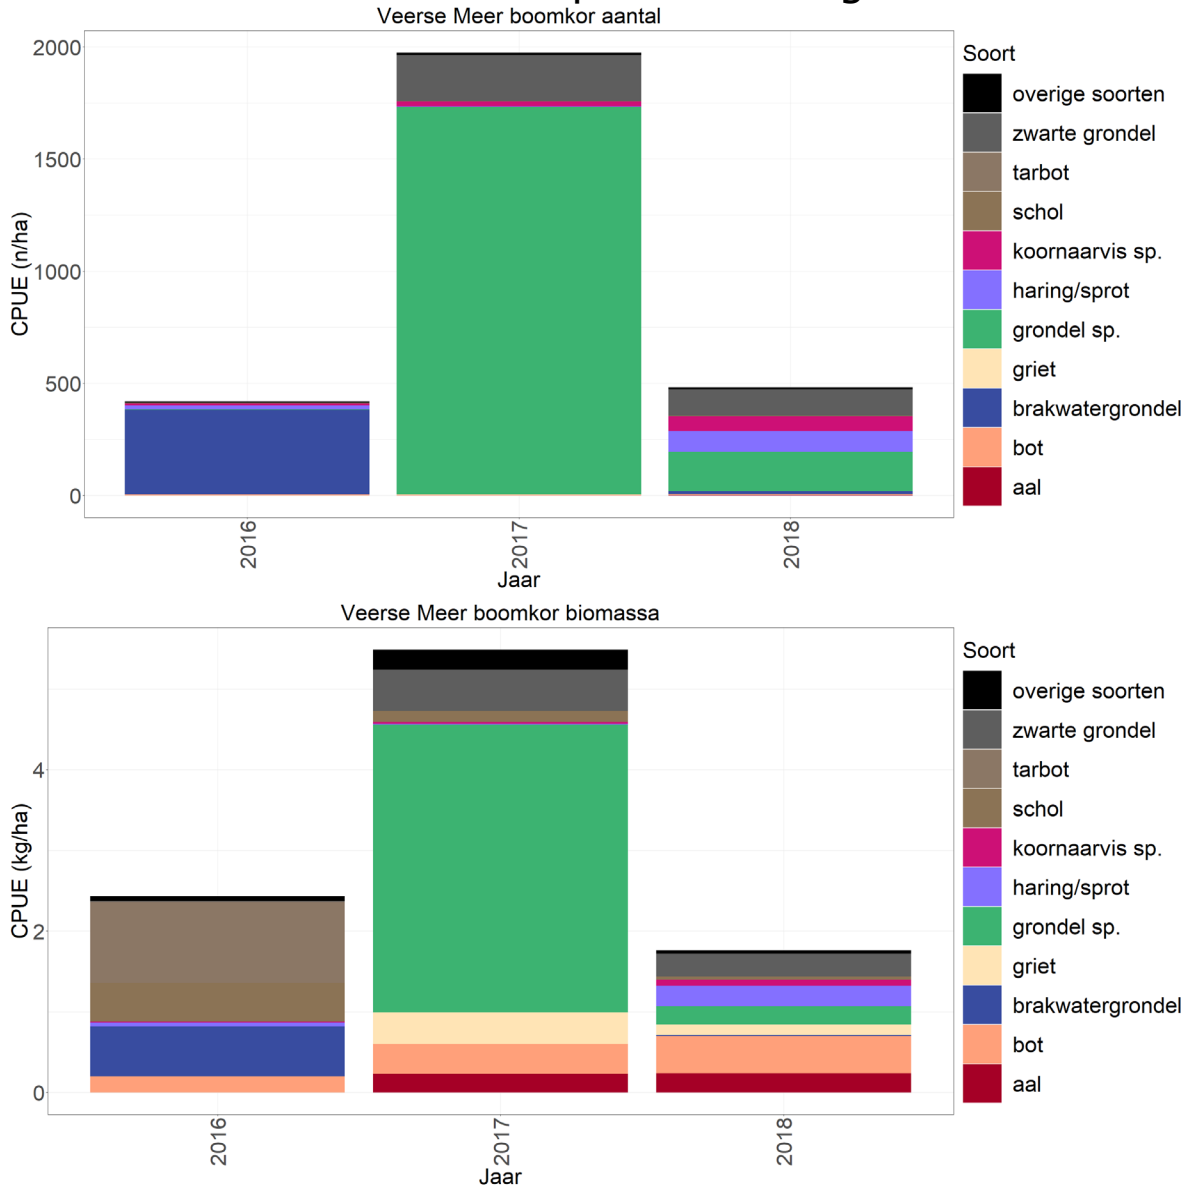 Veerse Meer boomkor aantal
2000
1500
1000
500
0
CPUE (n/ha)
2016
2017
2018
Jaar
Soort
overige soorten
zwarte grondel
tarbot
schol
koornaarvis sp.
haring/sprot
grondel sp.
griet
brakwatergrondel
bot
aal
Veerse Meer boomkor biomassa
4
2
0
CPUE (kg/ha)
2016
2017
2018
Jaar
Soort
overige soorten
zwarte grondel
tarbot
schol
koornaarvis sp.
haring/sprot
grondel sp.
griet
brakwatergrondel
bot
aal